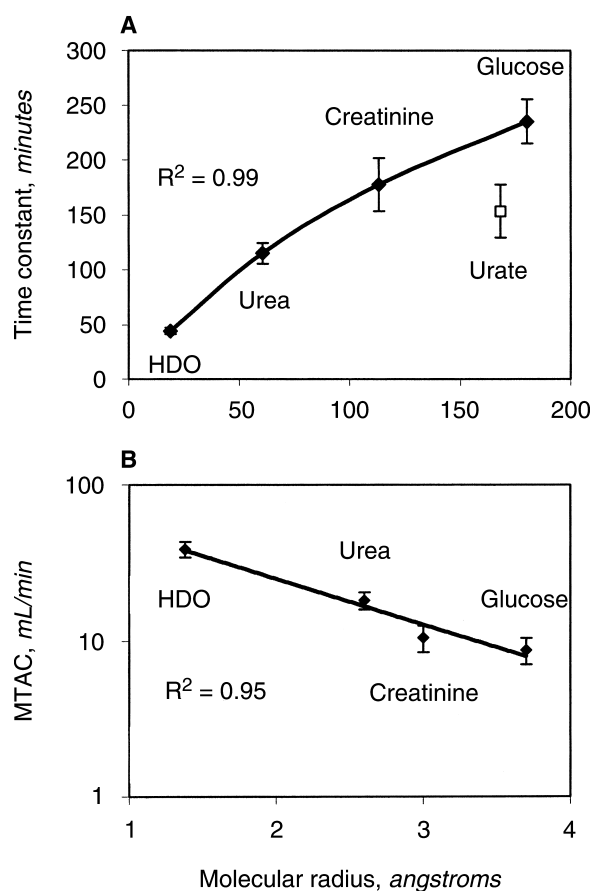 A
300
250
200
150
100
50
0
Time constant, minutes
Glucose
Creatinine
R² = 0.99
Urate
Urea
HDO
0 50 100 150 200
B
100
10
1
MTAC, mL/min
Urea
HDO
Glucose
R² = 0.95
Creatinine
1 2 3 4
Molecular radius, angstroms